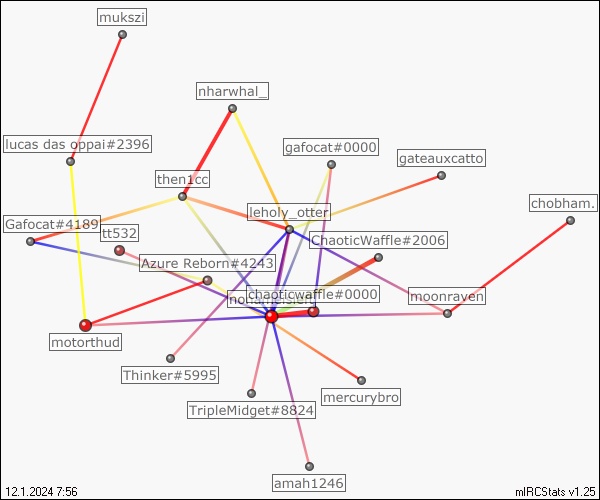 mukszi
nharwhal_
lucas das oppai#2396
gafocat#0000
gateauxcatto
then1cc
chobham.
leholy_otter
Gafocat#4189
tt532
ChaoticWaffle#2006
Azure Reborn#4243
chaoticwaffle#0000
moonraven
motorthud
Thinker#5995
mercurybro
TripleMidget#8824
amah1246
12.1.2024 7:56
mIRCStats v1.25